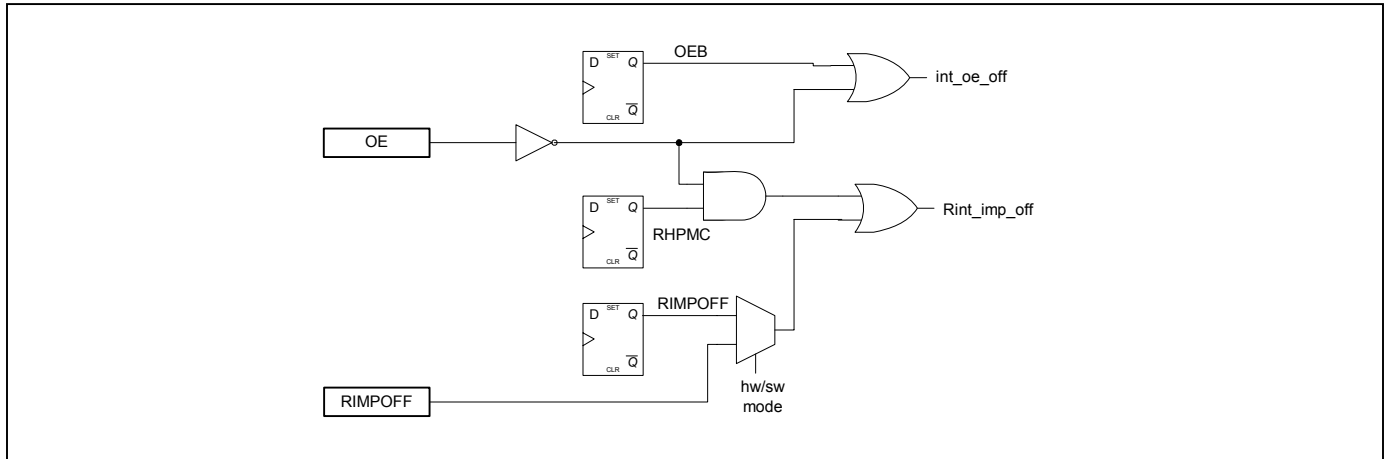 OEB
D SET Q
Q
CLR
int_oe_off
OE
D SET Q
RHPMC
Q
CLR
Rint_imp_off
RIMPOFF
D SET Q
Q
CLR
hw/sw
mode
RIMPOFF